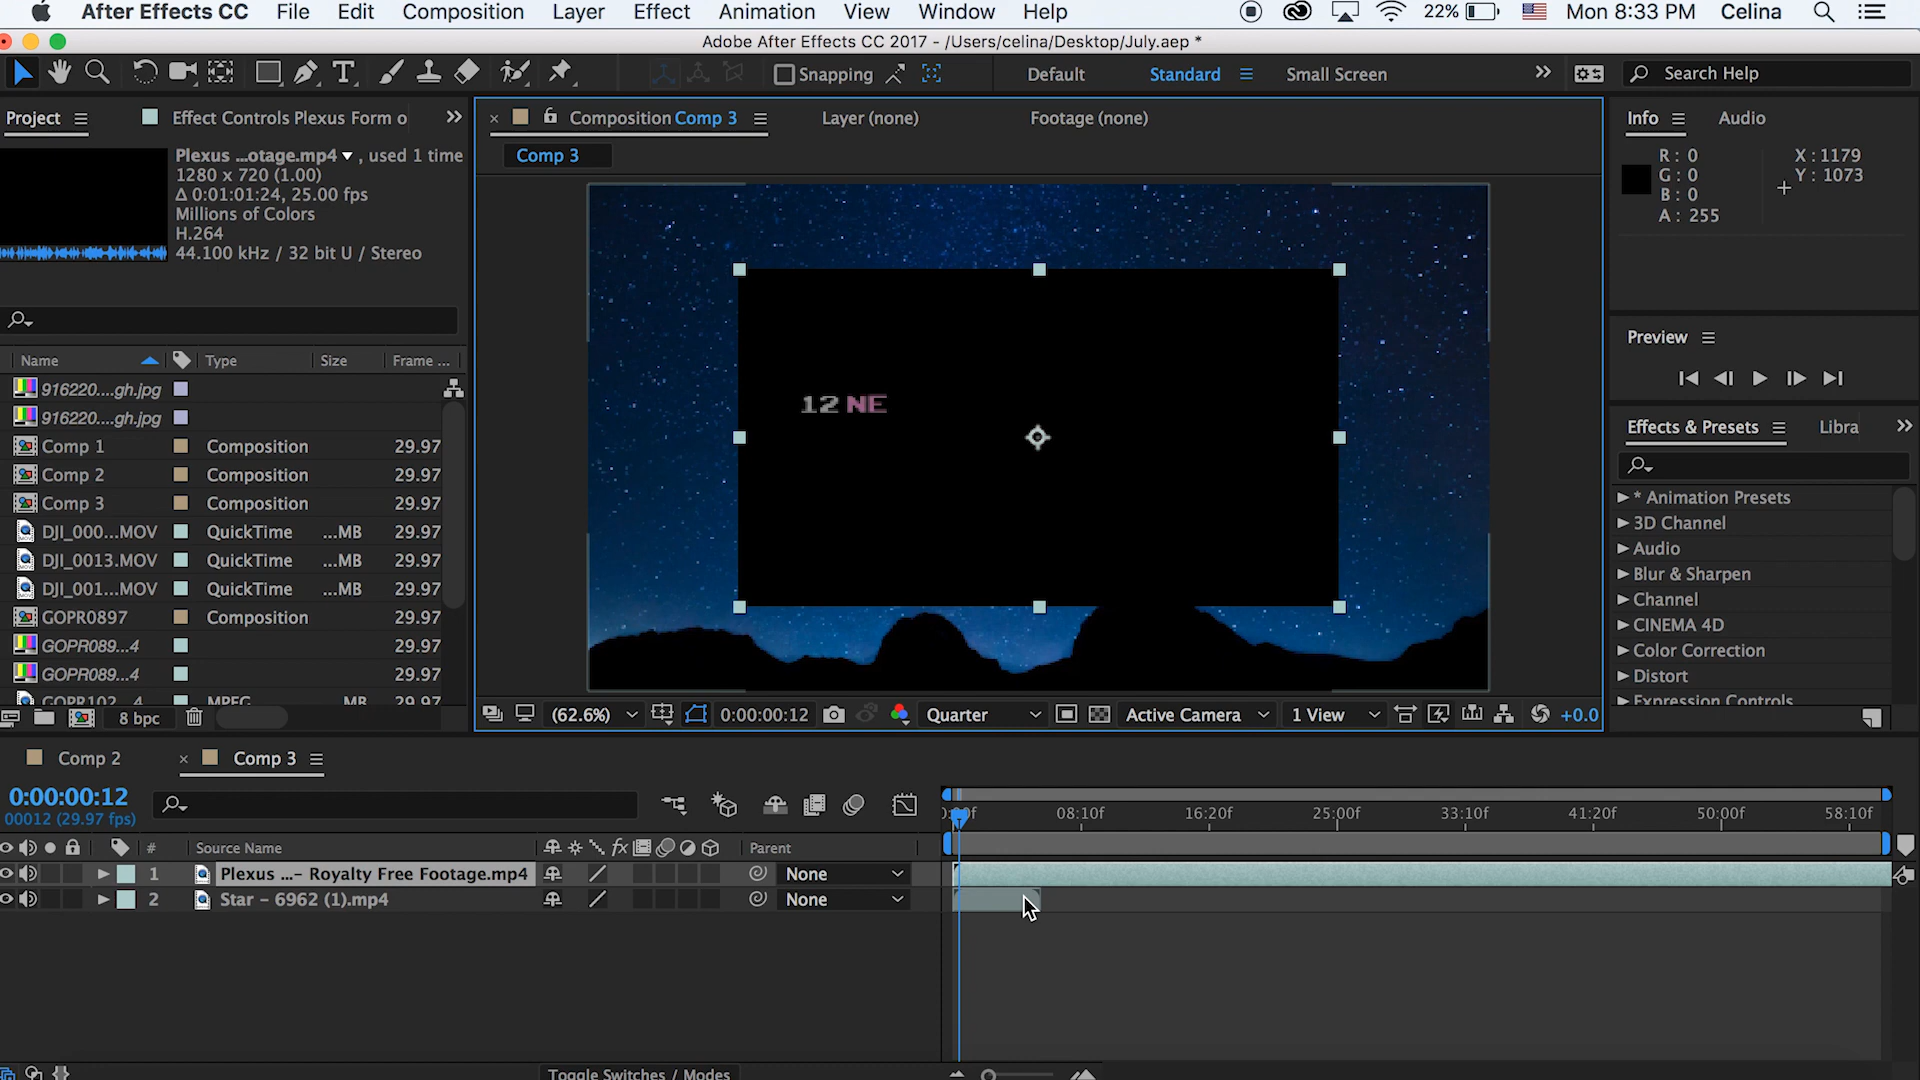 After Effects CC File Edit Composition Layer Effect Animation View Window Help 22% Mon 8:33 PM Celina
Adobe After Effects CC 2017 - /Users/celina/Desktop/July.aep *
T Snapping Default Standard Small Screen Search Help
Project Effect Controls Plexus Form o
Plexus ...otage.mp4 , used 1 time
1280 x 720 (1.00)
Δ 0:01:01:24, 25.00 fps
Millions of Colors
H.264
44.100 kHz / 32 bit U / Stereo
Name Type Size Frame ...
916220....gh.jpg
916220....gh.jpg
Comp 1 Composition 29.97
Comp 2 Composition 29.97
Comp 3 Composition 29.97
DJI_000...MOV QuickTime ...MB 29.97
DJI_0013.MOV QuickTime ...MB 29.97
DJI_001...MOV QuickTime ...MB 29.97
GOPR0897 Composition 29.97
GOPR089...4 29.97
GOPR089...4 29.97
GOPR102...4 MPEG MB 29.97
8 bpc
Composition Comp 3 Layer (none) Footage (none)
Comp 3
12 NE
(62.6%) 0:00:00:12 Quarter Active Camera 1 View +0.0
Info Audio
R : 0 X : 1179
G : 0 Y : 1073
B : 0
A : 255
Preview
Effects & Presets Libra
* Animation Presets
3D Channel
Audio
Blur & Sharpen
Channel
CINEMA 4D
Color Correction
Distort
Expression Controls
Comp 2 Comp 3
0:00:00:12
00012 (29.97 fps)
08:10f 16:20f 25:00f 33:10f 41:20f 50:00f 58:10f
# Source Name fx Parent
1 Plexus ...- Royalty Free Footage.mp4 None
2 Star - 6962 (1).mp4 None
Toggle Switches / Modes